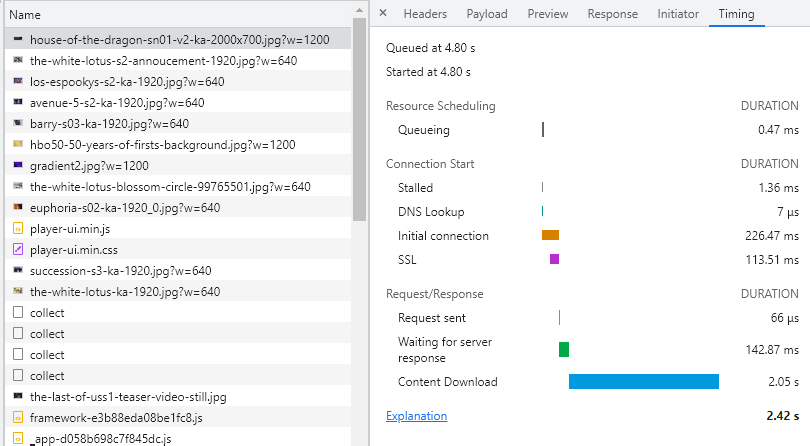 Name
house-of-the-dragon-sn01-v2-ka-2000x700.jpg?w=1200
the-white-lotus-s2-annoucement-1920.jpg?w=640
los-espookys-s2-ka-1920.jpg?w=640
avenue-5-s2-ka-1920.jpg?w=640
barry-s03-ka-1920.jpg?w=640
hbo50-50-years-of-firsts-background.jpg?w=1200
gradient2.jpg?w=1200
the-white-lotus-blossom-circle-99765501.jpg?w=640
euphoria-s02-ka-1920_0.jpg?w=640
player-ui.min.js
player-ui.min.css
succession-s3-ka-1920.jpg?w=640
the-white-lotus-ka-1920.jpg?w=640
collect
collect
collect
collect
the-last-of-uss1-teaser-video-still.jpg
framework-e3b88eda08be1fc8.js
_app-d058b698c7f845dc.js
Headers Payload Preview Response Initiator Timing
Queued at 4.80 s
Started at 4.80 s
Resource Scheduling DURATION
Queueing 0.47 ms
Connection Start DURATION
Stalled 1.36 ms
DNS Lookup 7 µs
Initial connection 226.47 ms
SSL 113.51 ms
Request/Response DURATION
Request sent 66 µs
Waiting for server
response 142.87 ms
Content Download 2.05 s
Explanation 2.42 s